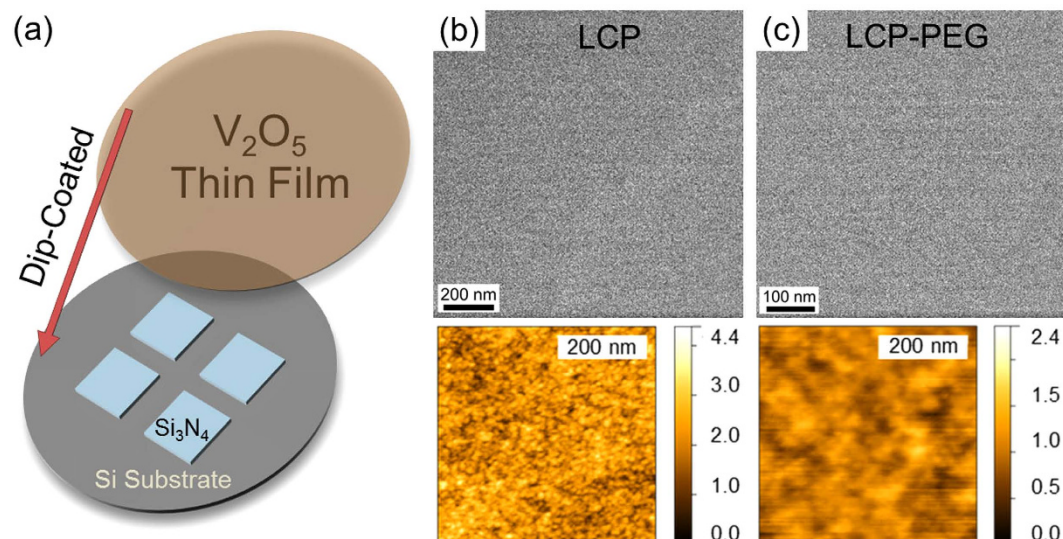 (a)
V₂O₅
Thin Film
Dip-Coated
Si₃N₄
Si Substrate
(b)
LCP
200 nm
200 nm
4.4
3.0
2.0
1.0
0.0
(c)
LCP-PEG
100 nm
200 nm
2.4
2.0
1.5
1.0
0.5
0.0